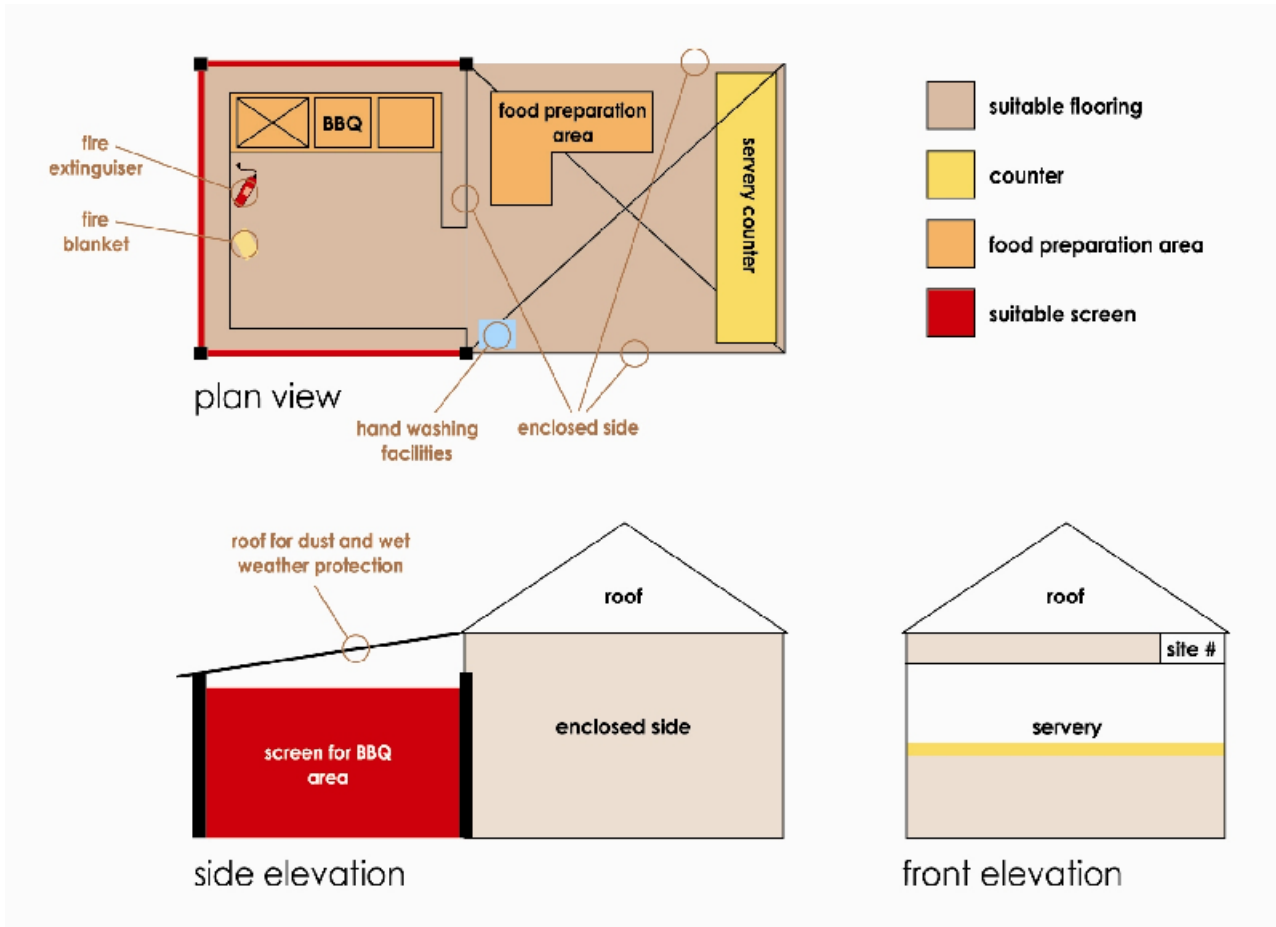 fire
extinguiser
fire
blanket
BBQ
food preparation
area
servery counter
plan view
hand washing
facilities
enclosed side
suitable flooring
counter
food preparation area
suitable screen
roof for dust and wet
weather protection
roof
enclosed side
screen for BBQ
area
side elevation
roof
site #
servery
front elevation